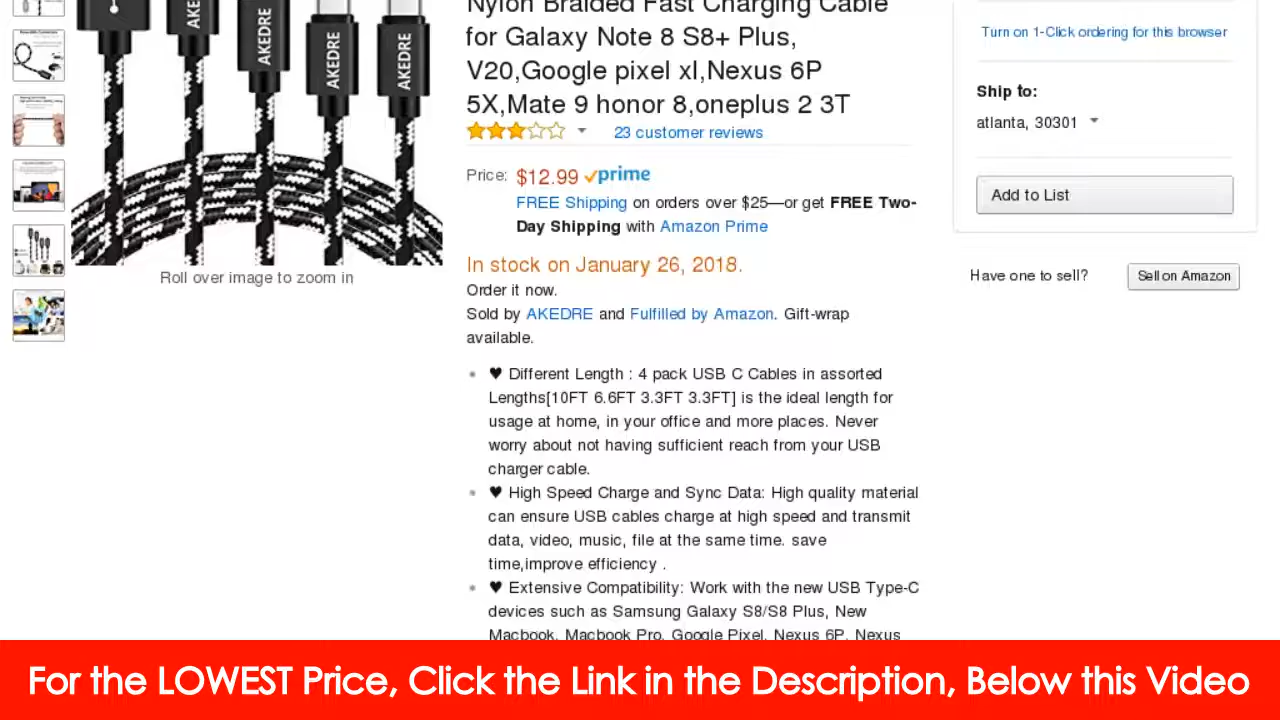 AKE
AKEDRE
AKEDRE
AKEDRE
Roll over image to zoom in
Nylon Braided Fast Charging Cable
for Galaxy Note 8 S8+ Plus,
V20,Google pixel xl,Nexus 6P
5X,Mate 9 honor 8,oneplus 2 3T
23 customer reviews
Price: $12.99 prime
FREE Shipping on orders over $25—or get FREE Two-
Day Shipping with Amazon Prime
In stock on January 26, 2018.
Order it now.
Sold by AKEDRE and Fulfilled by Amazon. Gift-wrap
available.
♥ Different Length : 4 pack USB C Cables in assorted
Lengths[10FT 6.6FT 3.3FT 3.3FT] is the ideal length for
usage at home, in your office and more places. Never
worry about not having sufficient reach from your USB
charger cable.
♥ High Speed Charge and Sync Data: High quality material
can ensure USB cables charge at high speed and transmit
data, video, music, file at the same time. save
time,improve efficiency .
♥ Extensive Compatibility: Work with the new USB Type-C
devices such as Samsung Galaxy S8/S8 Plus, New
Macbook, Macbook Pro, Google Pixel, Nexus 6P, Nexus
Turn on 1-Click ordering for this browser
Ship to:
atlanta, 30301
Add to List
Have one to sell?
Sell on Amazon
For the LOWEST Price, Click the Link in the Description, Below this Video